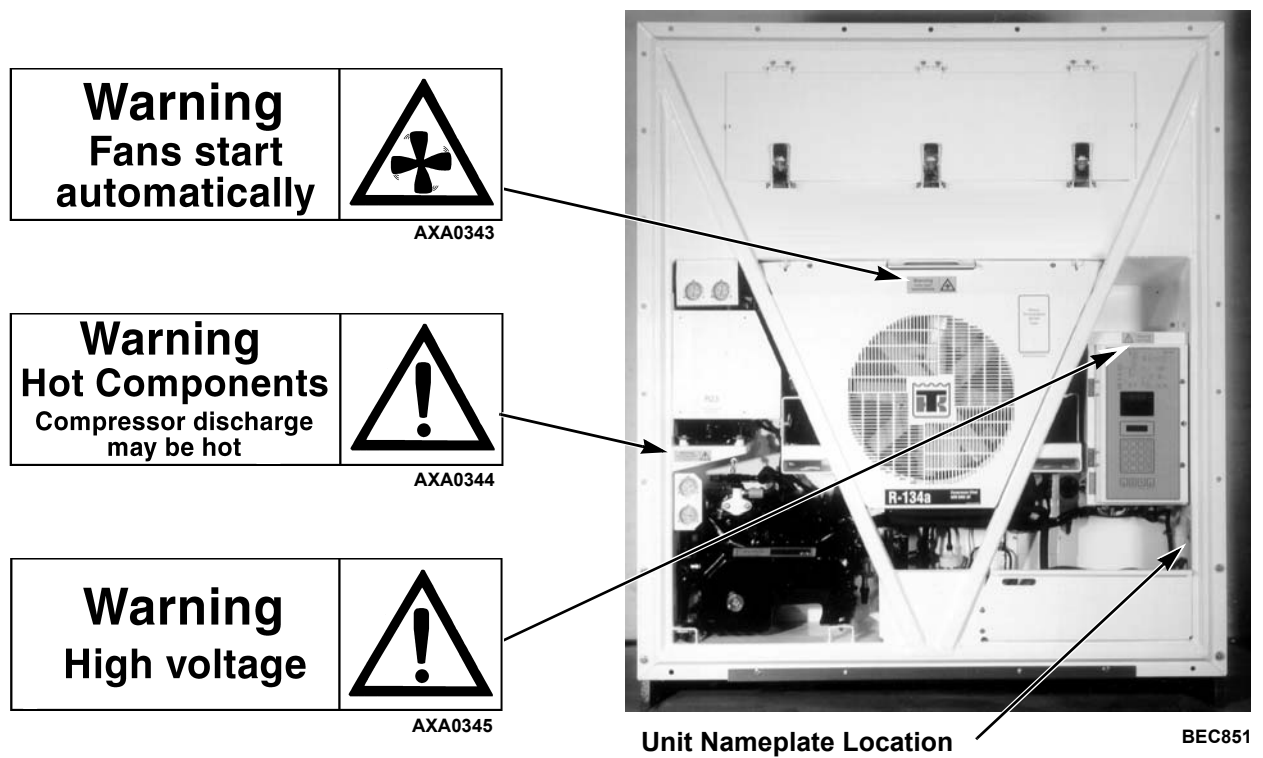 Warning
Fans start
automatically
AXA0343
Warning
Hot Components
Compressor discharge
may be hot
AXA0344
Warning
High voltage
AXA0345
R-134a
Unit Nameplate Location
BEC851